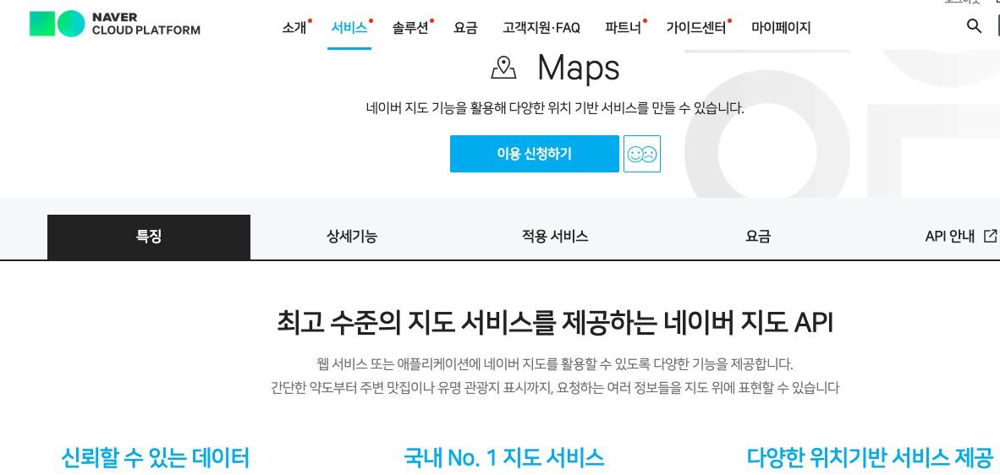 NAVER
CLOUD PLATFORM
소개 서비스 솔루션 요금 고객지원·FAQ 파트너 가이드센터 마이페이지
Maps
네이버 지도 기능을 활용해 다양한 위치 기반 서비스를 만들 수 있습니다.
이용 신청하기
특징 상세기능 적용 서비스 요금 API 안내
최고 수준의 지도 서비스를 제공하는 네이버 지도 API
웹 서비스 또는 애플리케이션에 네이버 지도를 활용할 수 있도록 다양한 기능을 제공합니다.
간단한 약도부터 주변 맛집이나 유명 관광지 표시까지, 요청하는 여러 정보들을 지도 위에 표현할 수 있습니다
신뢰할 수 있는 데이터 국내 No. 1 지도 서비스 다양한 위치기반 서비스 제공